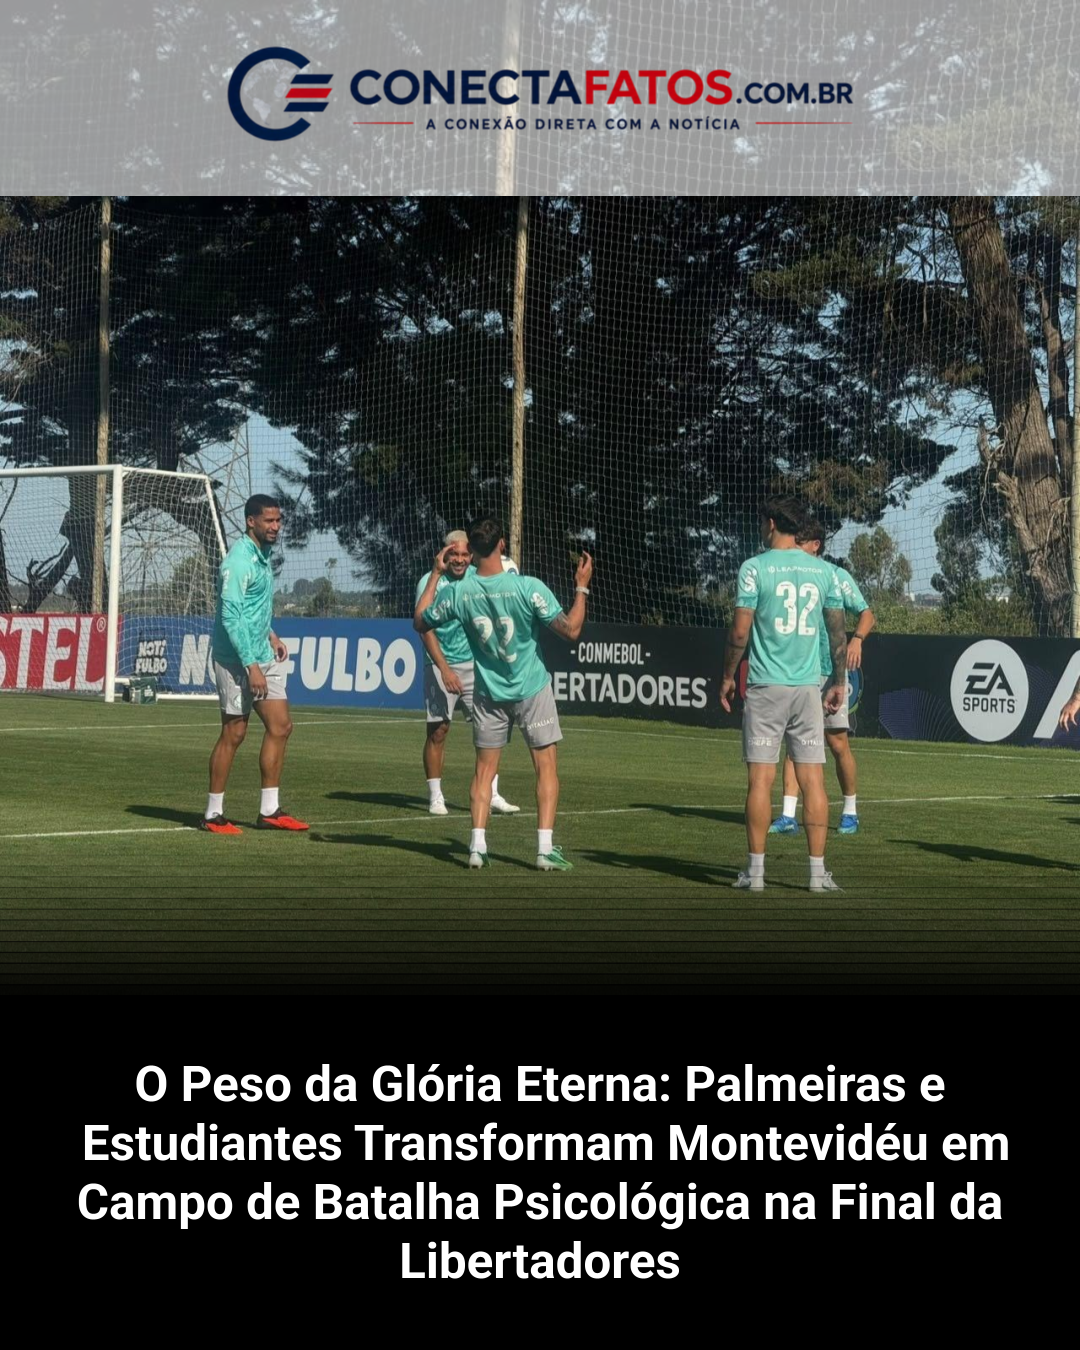 CONECTAFATOS.COM.BR
A CONEXÃO DIRETA COM A NOTÍCIA
LEAPMOTOR
22
32
STEL®
NOTI
FULBO
FULBO
-CONMEBOL-
ERTADORES
EA
SPORTS
O Peso da Glória Eterna: Palmeiras e
Estudiantes Transformam Montevidéu em
Campo de Batalha Psicológica na Final da
Libertadores